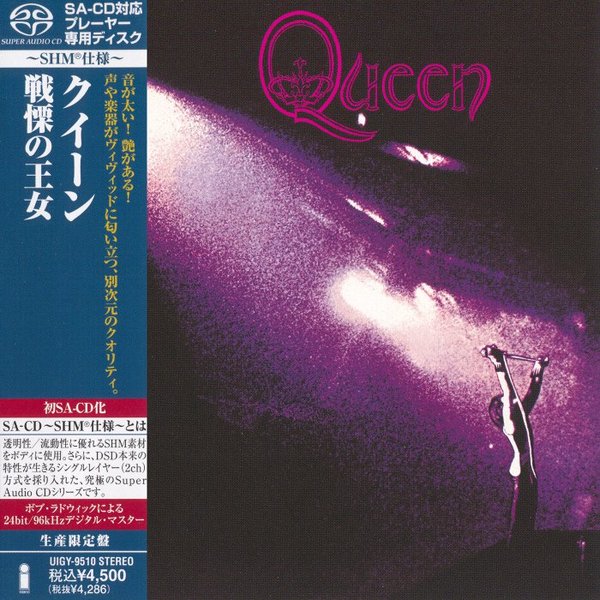 SUPER AUDIO CD
SA-CD対応
プレーヤー
専用ディスク
～SHM®仕様～
クイーン
戦慄の王女
音が太い！艶がある！
声や楽器がヴィヴィッドに匂い立つ、別次元のクオリティ。
初SA-CD化
SA-CD～SHM®仕様～とは
透明性／流動性に優れるSHM素材
をボディに使用。さらに、DSD本来の
特性が生きるシングルレイヤー（2ch）
方式を採り入れた、究極のSuper
Audio CDシリーズです。
ボブ・ラドウィックによる
24bit/96kHzデジタル・マスター
生産限定盤
UIGY-9510 STEREO
税込¥4,500
(税抜¥4,286)
Queen